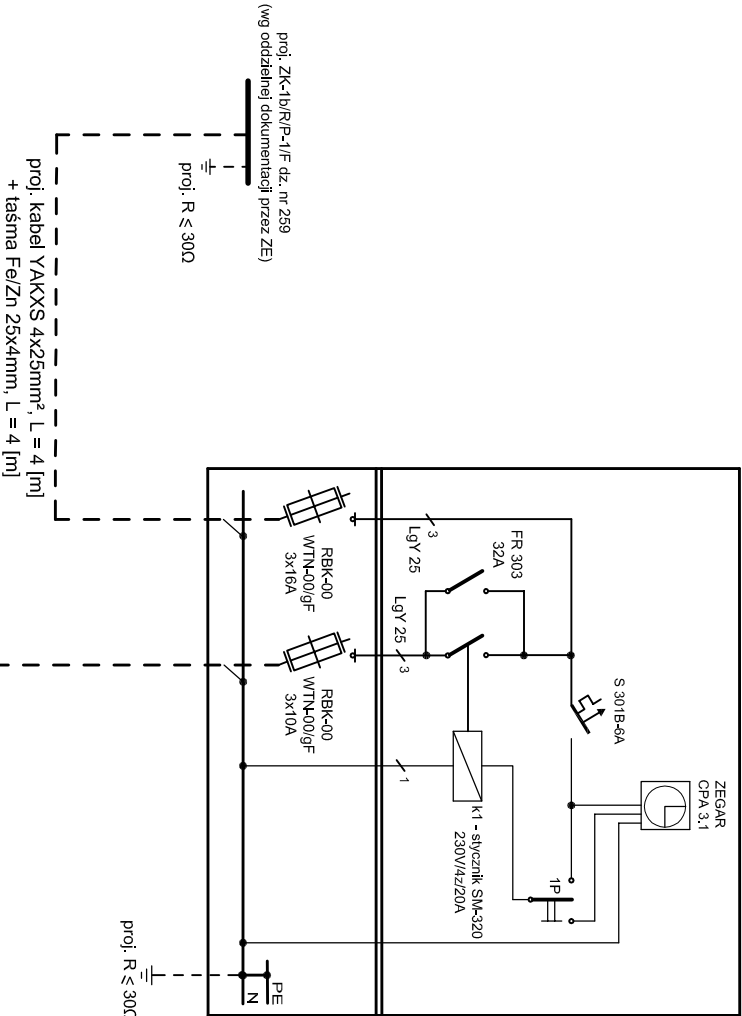 proj. ZK-1b/R/P-1/F dz. nr 259
(wg oddzielnej dokumentacji przez ZE)
proj. R ≤ 30Ω
proj. kabel YAKXS 4x25mm², L = 4 [m]
+ taśma Fe/Zn 25x4mm, L = 4 [m]
ZEGAR
CPA 3.1
S 301B-6A
1P
FR 303
32A
k1 - stycznik SM-320
230V/4z/20A
3
LgY 25
LgY 25
3
1
RBK-00
WTN-00/gF
3x16A
RBK-00
WTN-00/gF
3x10A
PE
N
proj. R ≤ 30Ω